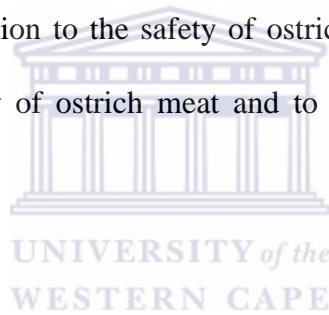 ion to the safety of ostric
of ostrich meat and to
UNIVERSITY of the
WESTERN CAPE